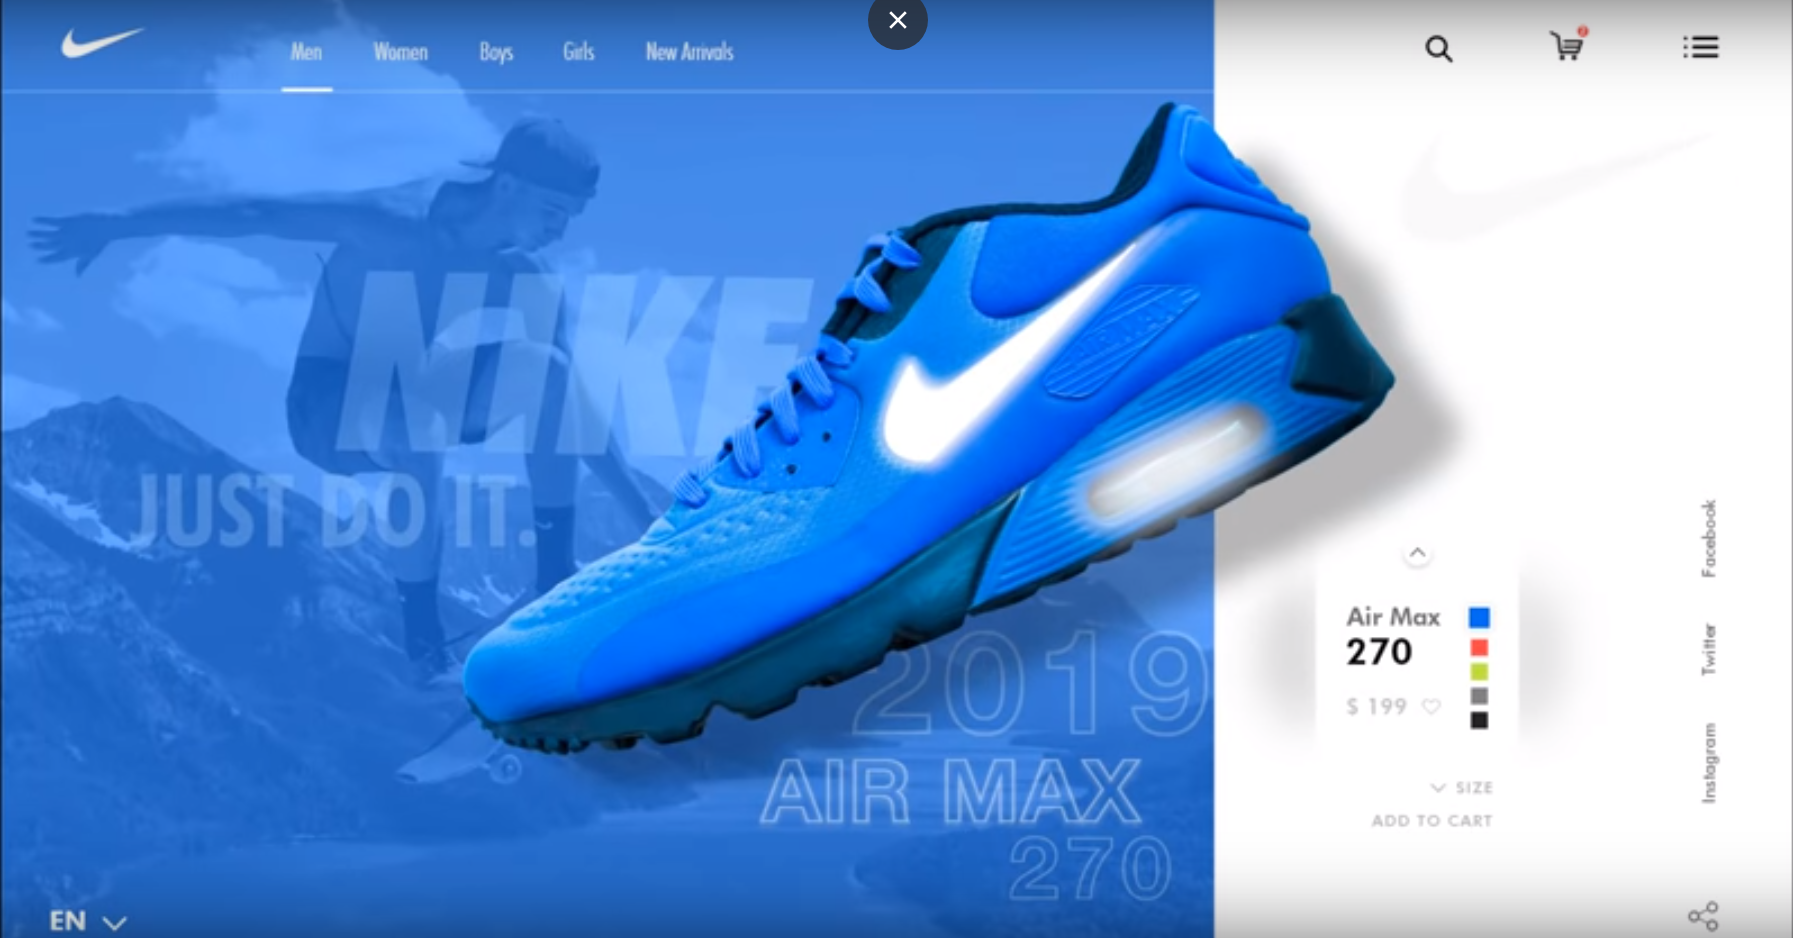 Men Women Boys Girls New Arrivals
NIKE
JUST DO IT.
2019
AIR MAX
270
EN
Air Max
270
$ 199
SIZE
ADD TO CART
Facebook
Twitter
Instagram